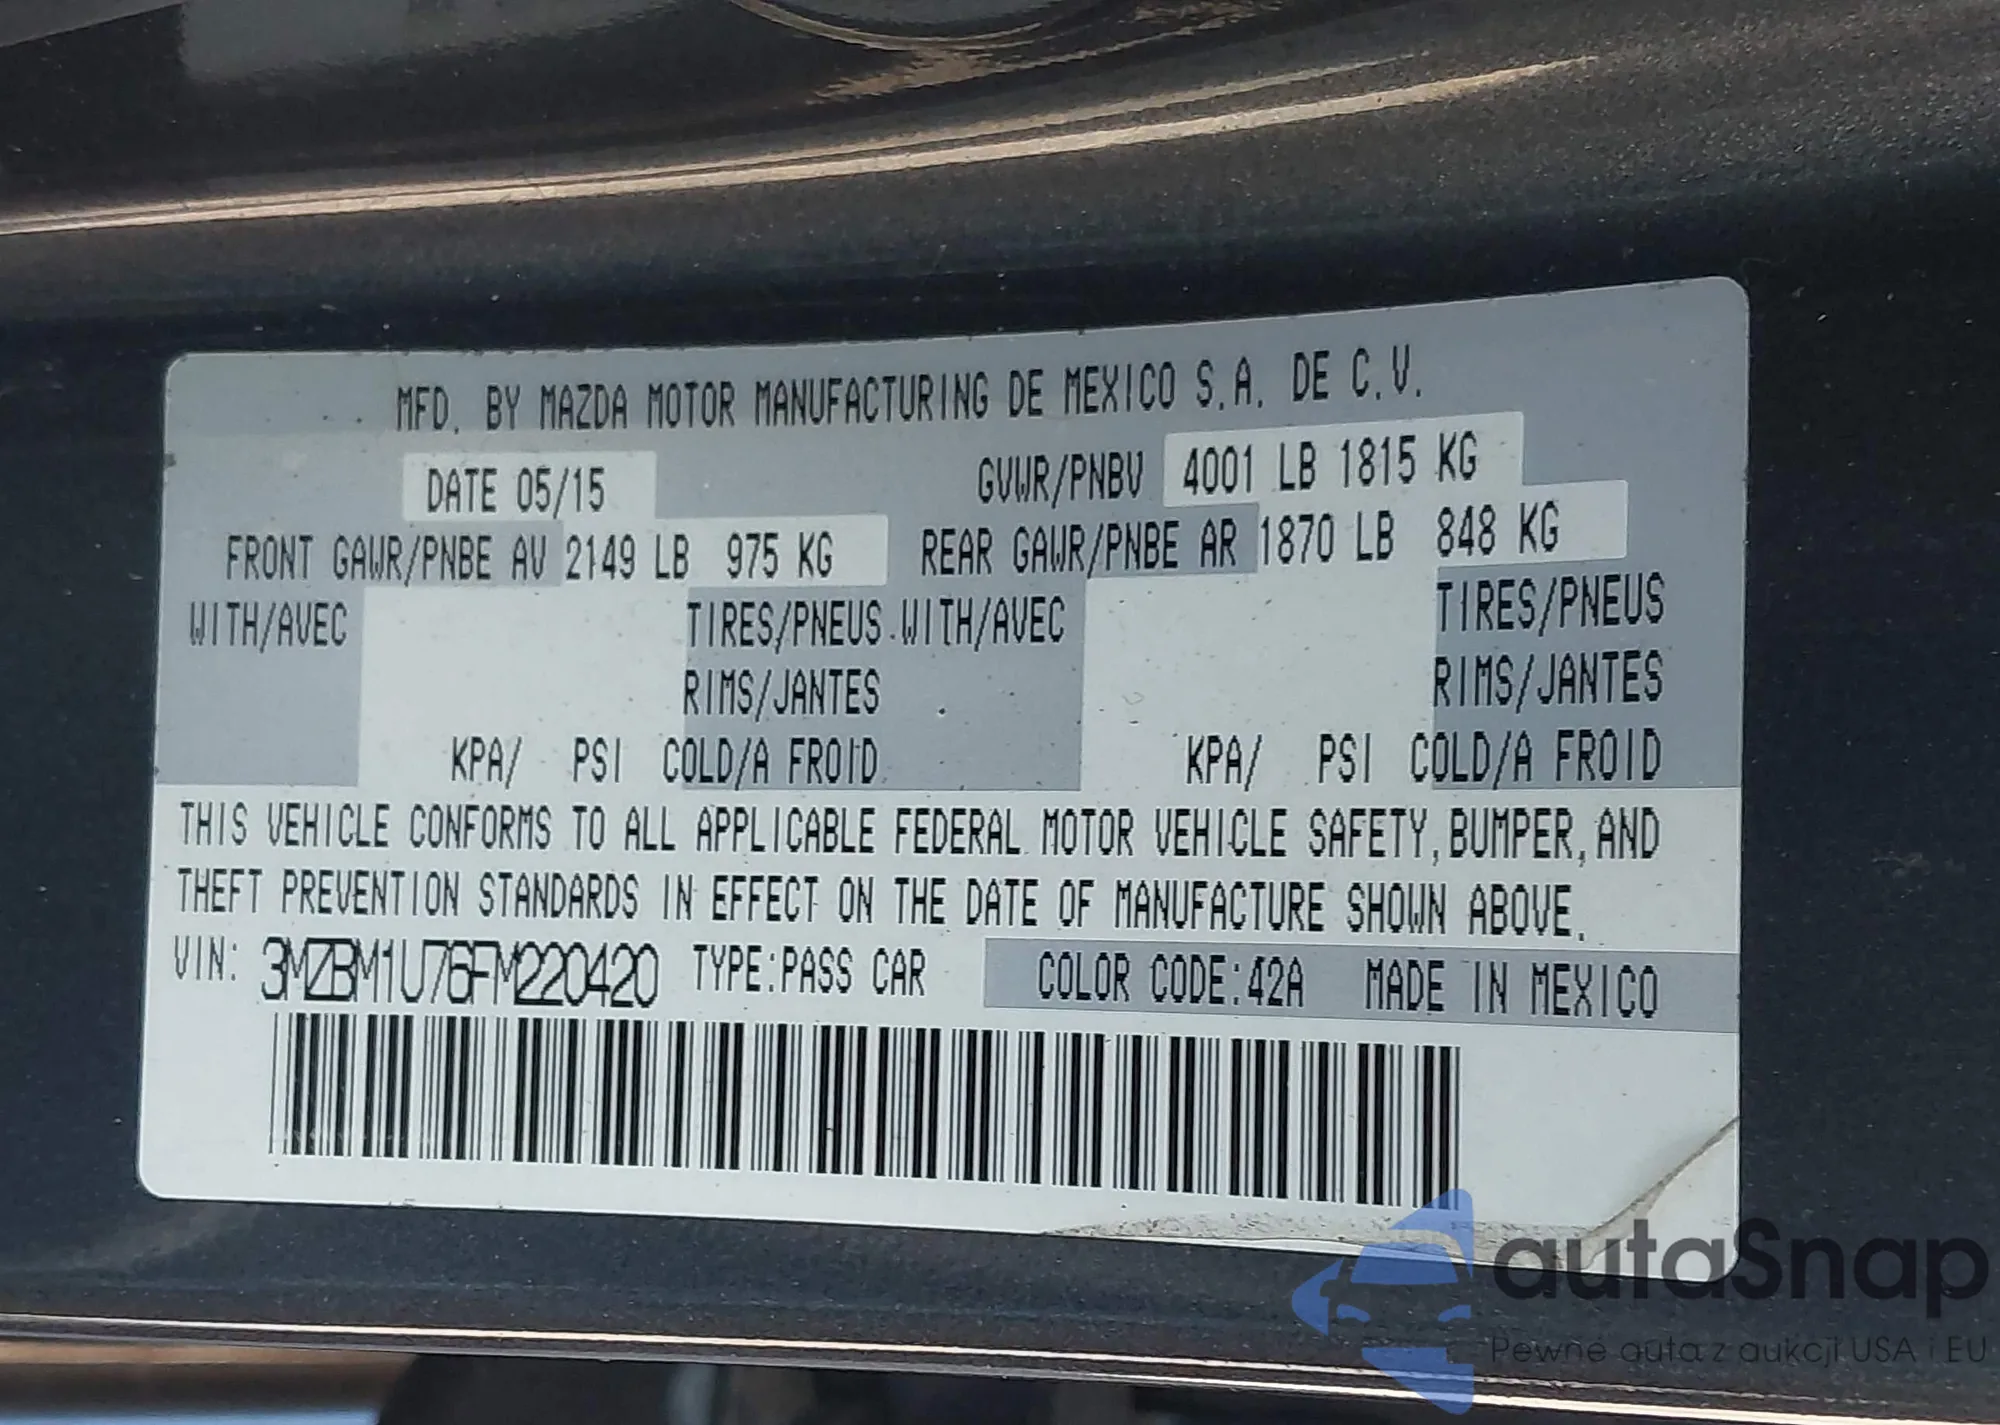 MFD. BY MAZDA MOTOR MANUFACTURING DE MEXICO S.A. DE C.V.
DATE 05/15 GVWR/PNBV 4001 LB 1815 KG
FRONT GAWR/PNBE AV 2149 LB 975 KG REAR GAWR/PNBE AR 1870 LB 848 KG
WITH/AVEC TIRES/PNEUS WITH/AVEC TIRES/PNEUS
RIMS/JANTES RIMS/JANTES
KPA/ PSI COLD/A FROID KPA/ PSI COLD/A FROID
THIS VEHICLE CONFORMS TO ALL APPLICABLE FEDERAL MOTOR VEHICLE SAFETY, BUMPER, AND
THEFT PREVENTION STANDARDS IN EFFECT ON THE DATE OF MANUFACTURE SHOWN ABOVE.
VIN: 3MZBM1U76FM220420 TYPE:PASS CAR COLOR CODE:42A MADE IN MEXICO
autaSnap
Pewne auta z aukcji USA i EU